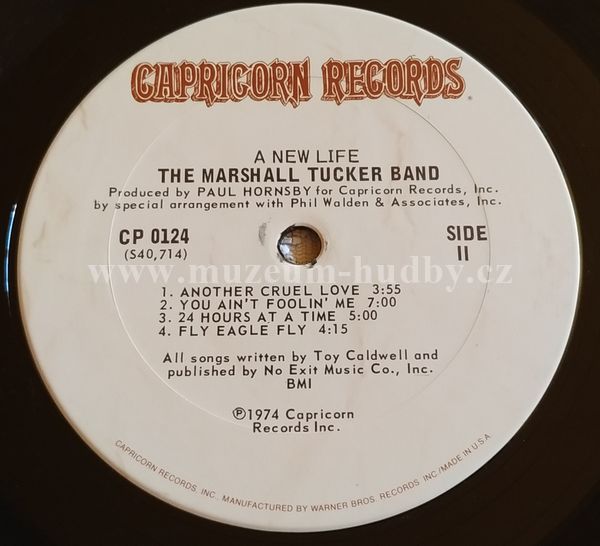 CAPRICORN RECORDS
A NEW LIFE
THE MARSHALL TUCKER BAND
Produced by PAUL HORNSBY for Capricorn Records, Inc.
by special arrangement with Phil Walden & Associates, Inc.
CP 0124
(S40,714)
SIDE
II
www.muzeum-hudby.cz
1. ANOTHER CRUEL LOVE 3:55
2. YOU AIN'T FOOLIN' ME 7:00
3. 24 HOURS AT A TIME 5:00
4. FLY EAGLE FLY 4:15
All songs written by Toy Caldwell and
published by No Exit Music Co., Inc.
BMI
Ⓟ1974 Capricorn
Records Inc.
CAPRICORN RECORDS, INC. MANUFACTURED BY WARNER BROS. RECORDS INC./MADE IN U.S.A.